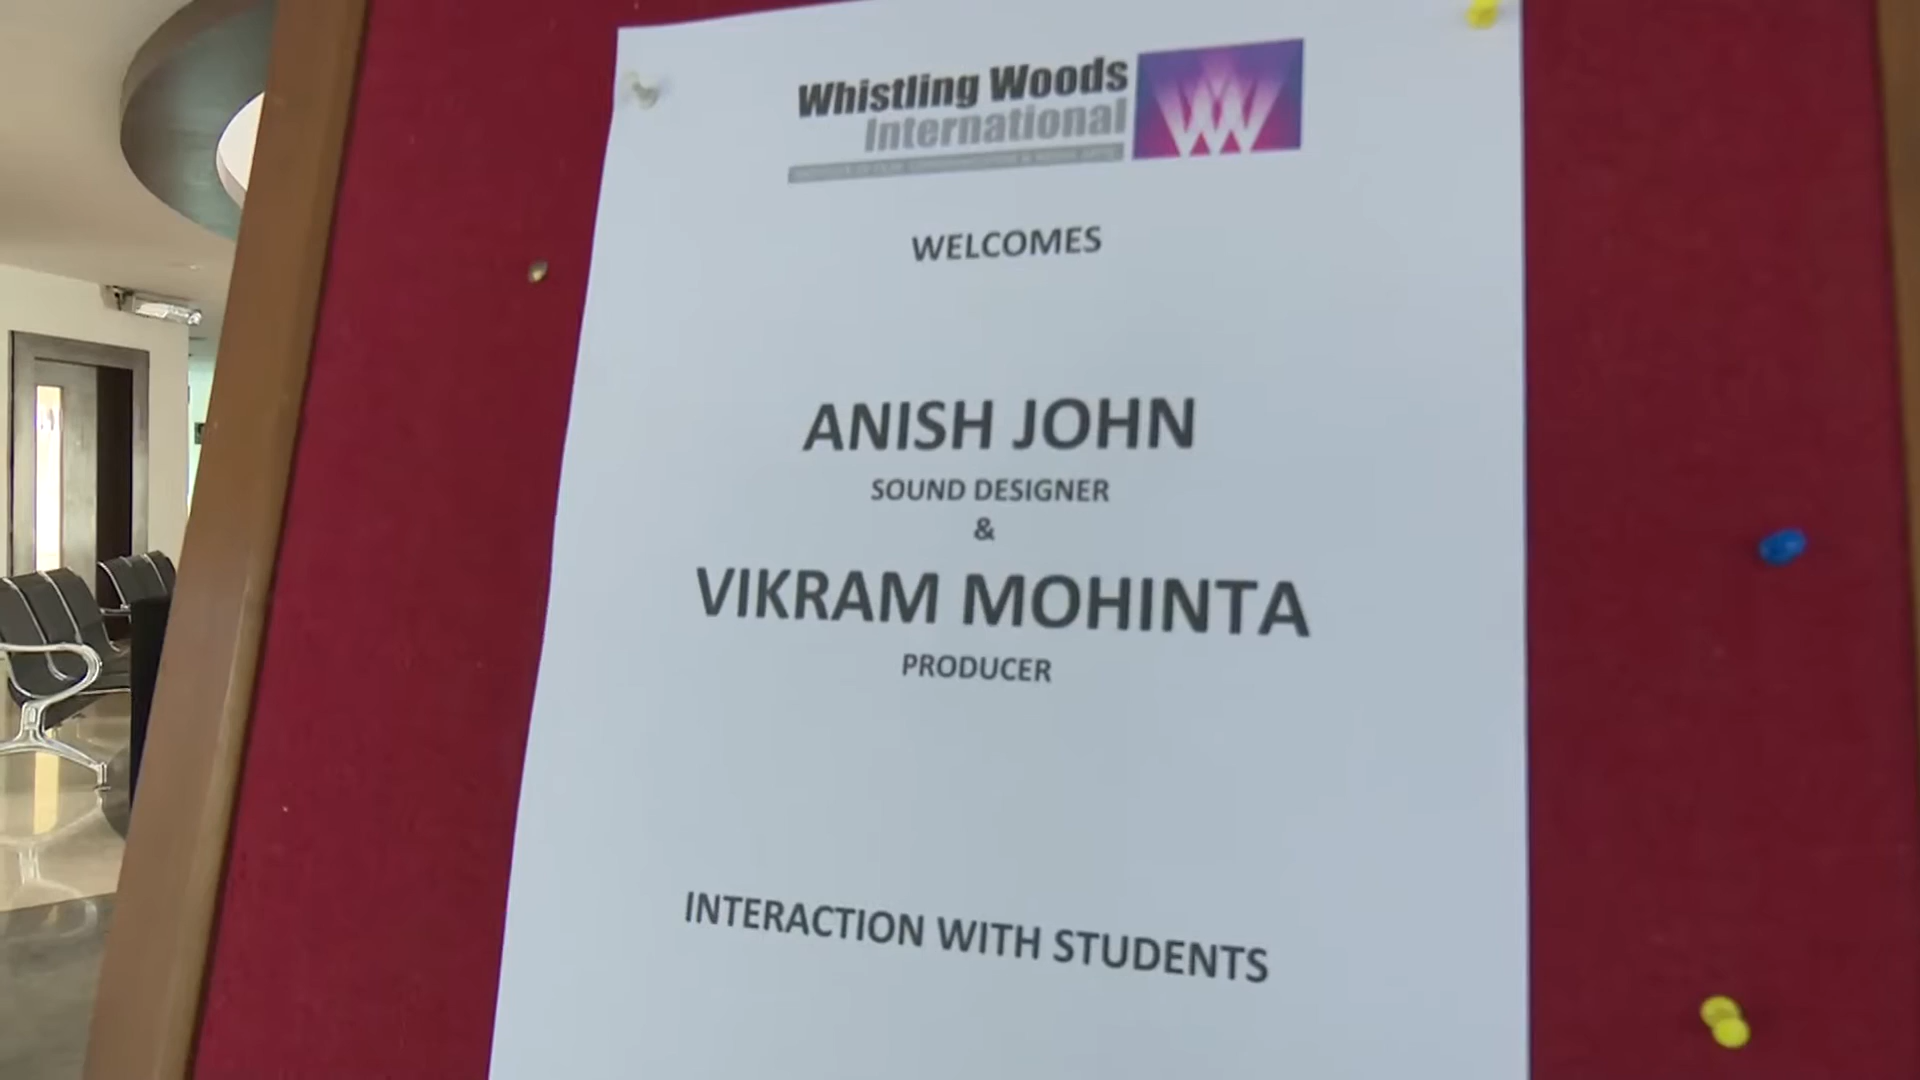 Whistling Woods
International
WELCOMES
ANISH JOHN
SOUND DESIGNER
&
VIKRAM MOHINTA
PRODUCER
INTERACTION WITH STUDENTS